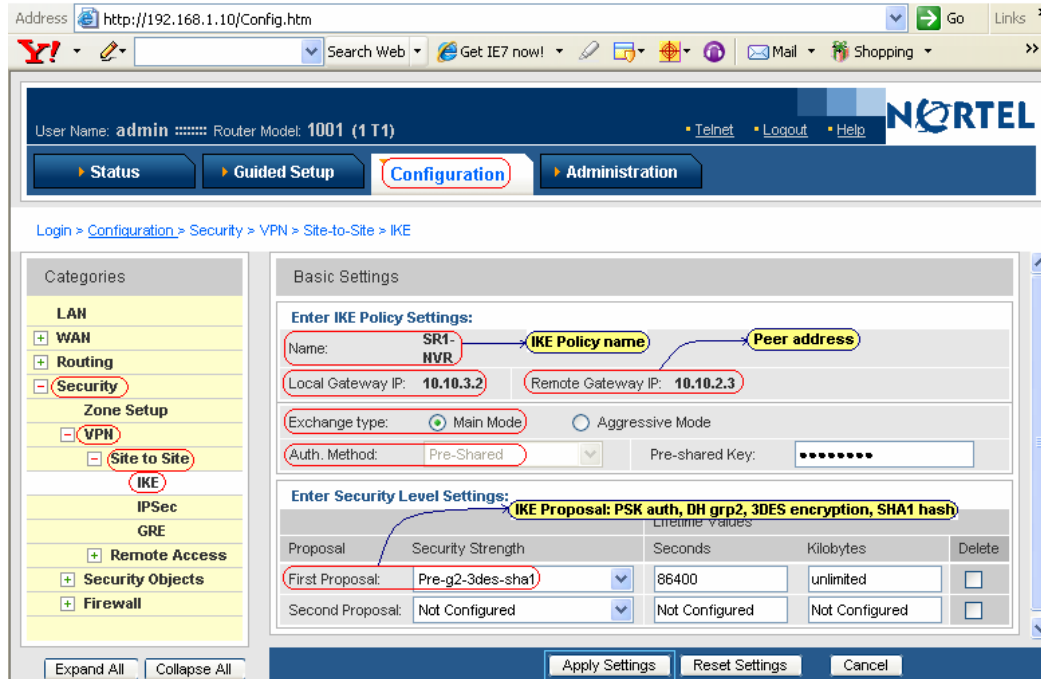 Address http://192.168.1.10/Config.htm Go Links
Y! Search Web Get IE7 now! Mail Shopping >>
NORTEL
User Name: admin :::::::: Router Model: 1001 (1 T1) Telnet Logout Help
Status Guided Setup Configuration Administration
Login > Configuration > Security > VPN > Site-to-Site > IKE
Categories
LAN
WAN
Routing
Security
Zone Setup
VPN
Site to Site
IKE
IPSec
GRE
Remote Access
Security Objects
Firewall
Expand All Collapse All
Basic Settings
Enter IKE Policy Settings:
Name: SR1-
NVR
IKE Policy name
Peer address
Local Gateway IP: 10.10.3.2 Remote Gateway IP: 10.10.2.3
Exchange type: Main Mode Aggressive Mode
Auth. Method: Pre-Shared Pre-shared Key: ••••••••
Enter Security Level Settings:
IKE Proposal: PSK auth, DH grp2, 3DES encryption, SHA1 hash
Lifetime Values
Proposal Security Strength Seconds Kilobytes Delete
First Proposal: Pre-g2-3des-sha1 86400 unlimited
Second Proposal: Not Configured Not Configured Not Configured
Apply Settings Reset Settings Cancel